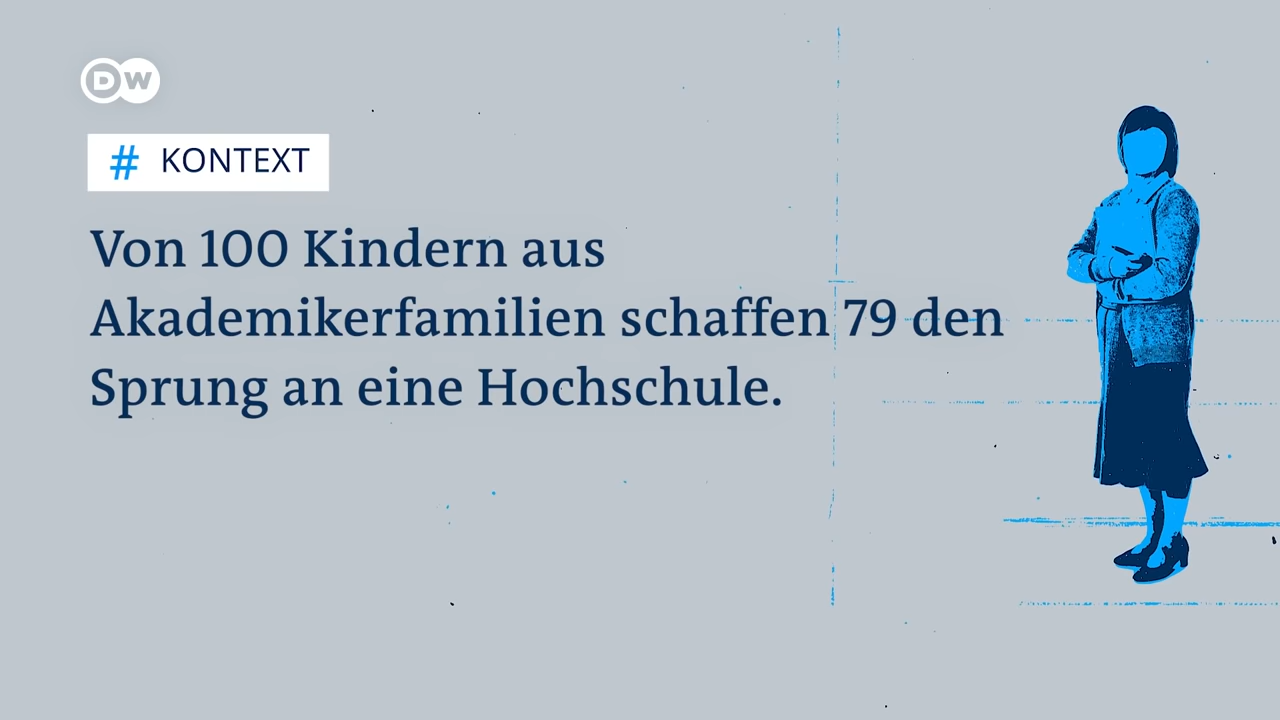 DW
# KONTEXT
Von 100 Kindern aus
Akademikerfamilien schaffen 79 den
Sprung an eine Hochschule.